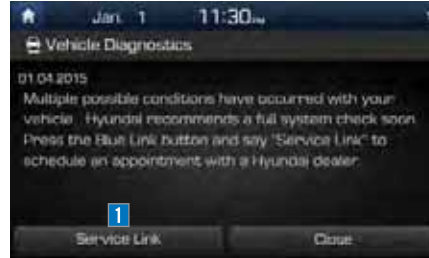 Jan. 1 11:30
Vehicle Diagnostics
01.04.2015
Multiple possible conditions have occurred with your
vehicle. Hyundai recommends a full system check soon.
Press the Blue Link button and say "Service Link" to
schedule an appointment with a Hyundai dealer.
1
Service Link Close